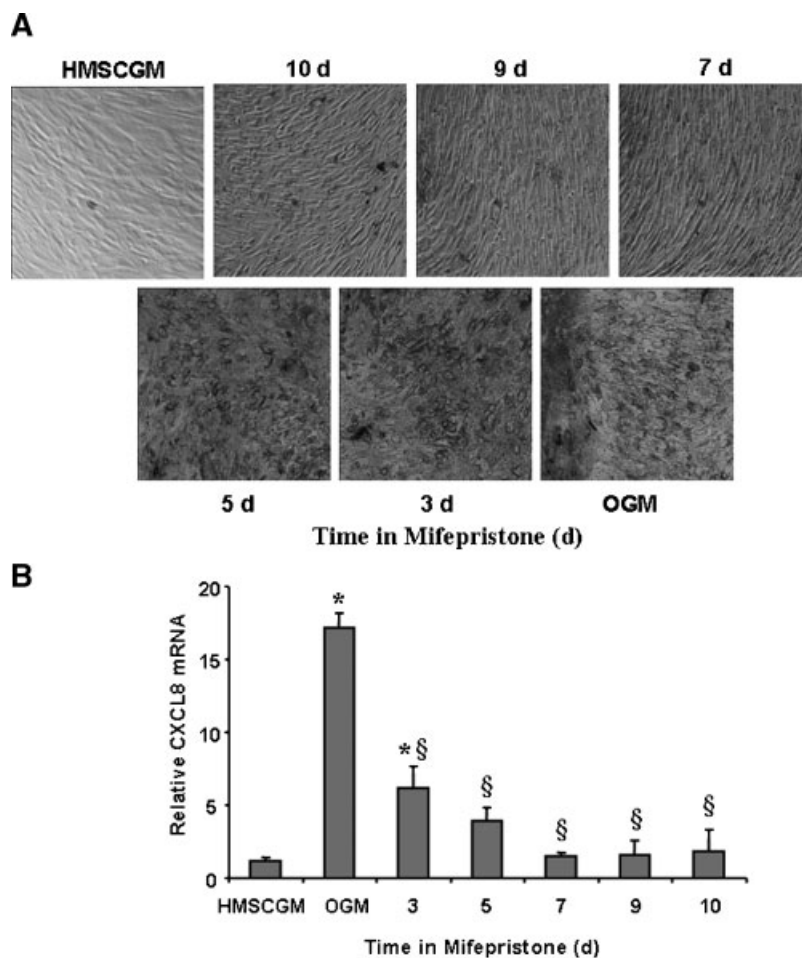 A
HMSCGM 10 d 9 d 7 d
5 d 3 d OGM
Time in Mifepristone (d)
B
Relative CXCL8 mRNA
20
15
10
5
0
*
* §
§
§
§
§
HMSCGM OGM 3 5 7 9 10
Time in Mifepristone (d)